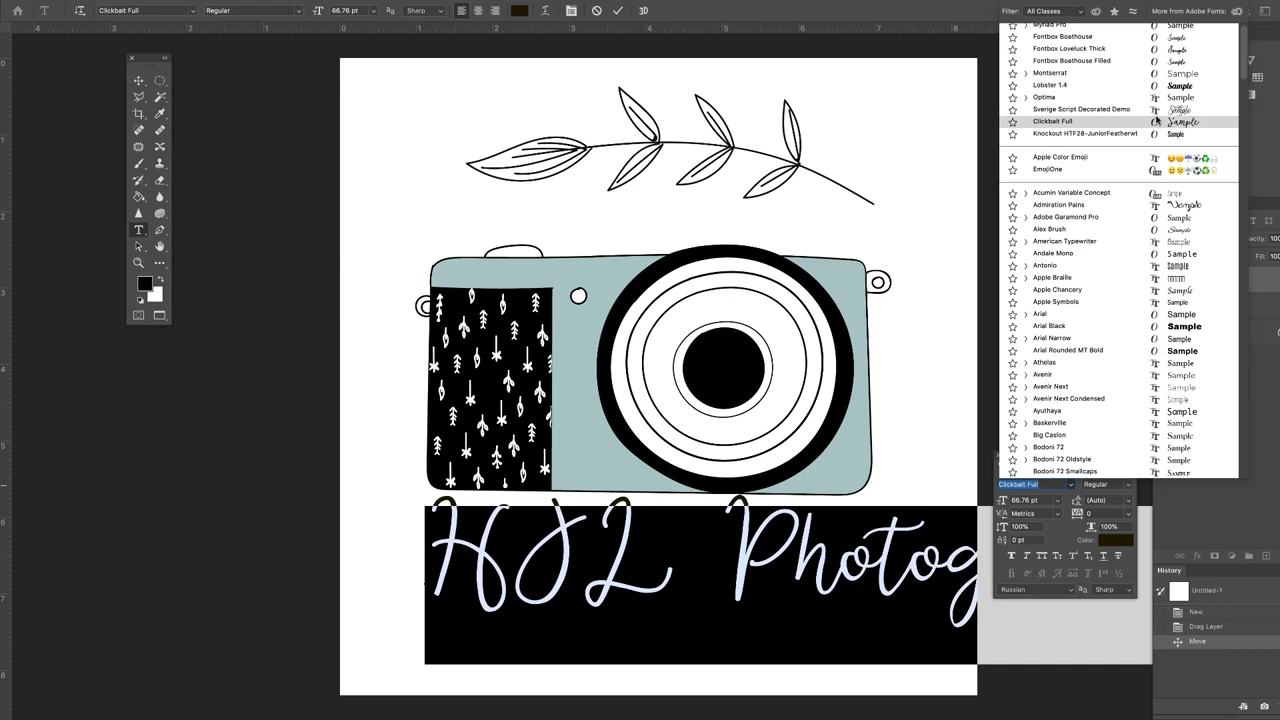 Clickbait Full
Regular
66.76 pt
Sharp
3D
Filter: All Classes
More from Adobe Fonts:
Myriad Pro Sample
Fontbox Boathouse Sample
Fontbox Loveluck Thick Sample
Fontbox Boathouse Filled Sample
Montserrat Sample
Lobster 1.4 Sample
Optima Sample
Sverige Script Decorated Demo Sample
Clickbait Full Sample
Knockout HTF28-JuniorFeatherwt Sample
Apple Color Emoji
EmojiOne
Acumin Variable Concept Sample
Admiration Pains Sample
Adobe Garamond Pro Sample
Alex Brush Sample
American Typewriter Sample
Andale Mono Sample
Antonio Sample
Apple Braille
Apple Chancery Sample
Apple Symbols Sample
Arial Sample
Arial Black Sample
Arial Narrow Sample
Arial Rounded MT Bold Sample
Athelas Sample
Avenir Sample
Avenir Next Sample
Avenir Next Condensed Sample
Ayuthaya Sample
Baskerville Sample
Big Caslon Sample
Bodoni 72 Sample
Bodoni 72 Oldstyle Sample
Bodoni 72 Smallcaps Sample
Clickbait Full Regular
66.76 pt (Auto)
Metrics 0
100% 100%
0 pt Color:
Russian Sharp
HJL Photog
History
Untitled-1
New
Drag Layer
Move